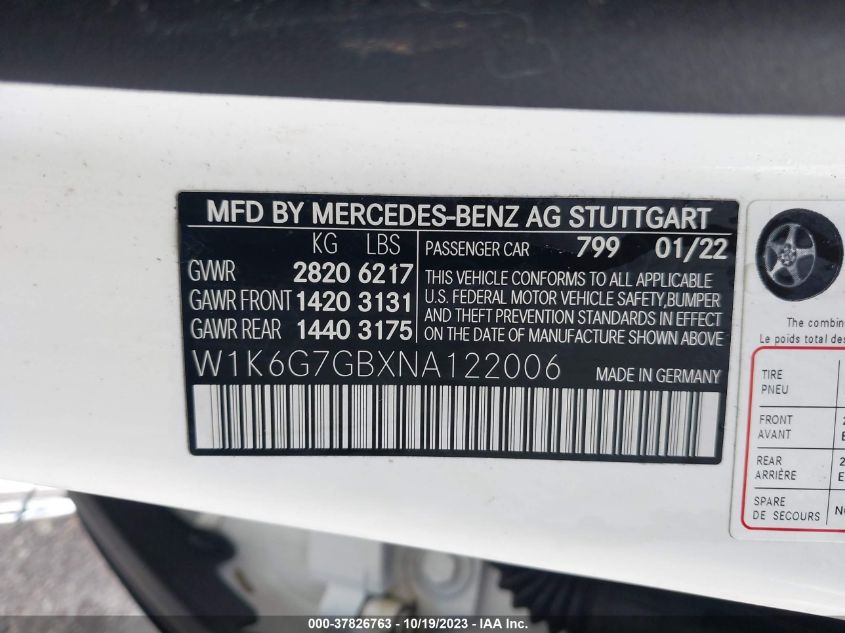 MFD BY MERCEDES-BENZ AG STUTTGART
KG LBS
GVWR 2820 6217
GAWR FRONT 1420 3131
GAWR REAR 1440 3175
PASSENGER CAR 799 01/22
THIS VEHICLE CONFORMS TO ALL APPLICABLE
U.S. FEDERAL MOTOR VEHICLE SAFETY,BUMPER
AND THEFT PREVENTION STANDARDS IN EFFECT
ON THE DATE OF MANUFACTURE SHOWN ABOVE
W1K6G7GBXNA122006 MADE IN GERMANY
The combine
Le poids total des
TIRE
PNEU
FRONT
AVANT
REAR
ARRIÈRE
SPARE
DE SECOURS
000-37826763 - 10/19/2023 - IAA Inc.